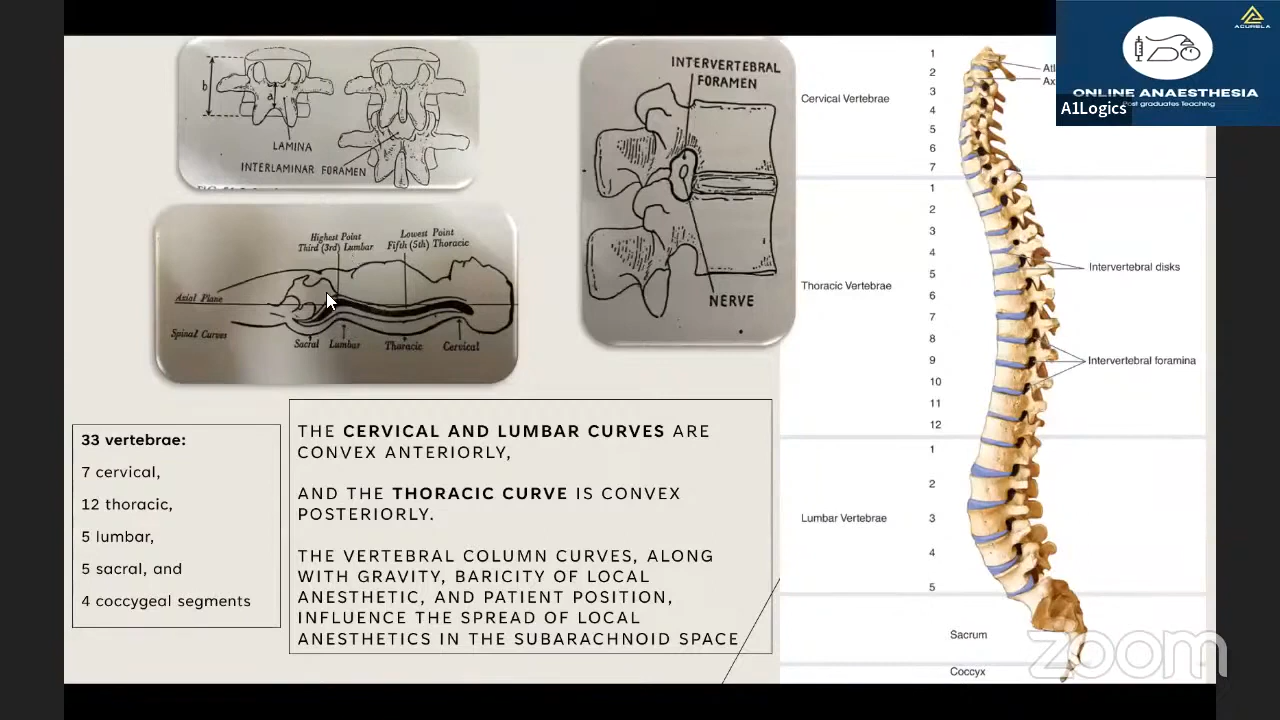 b
a
LAMINA
INTERLAMINAR FORAMEN
Highest Point
Third (3rd) Lumbar
Lowest Point
Fifth (5th) Thoracic
Axial Plane
Spinal Curves
Sacral
Lumbar
Thoracic
Cervical
INTERVERTEBRAL
FORAMEN
NERVE
33 vertebrae:
7 cervical,
12 thoracic,
5 lumbar,
5 sacral, and
4 coccygeal segments
THE CERVICAL AND LUMBAR CURVES ARE
CONVEX ANTERIORLY,
AND THE THORACIC CURVE IS CONVEX
POSTERIORLY.
THE VERTEBRAL COLUMN CURVES, ALONG
WITH GRAVITY, BARICITY OF LOCAL
ANESTHETIC, AND PATIENT POSITION,
INFLUENCE THE SPREAD OF LOCAL
ANESTHETICS IN THE SUBARACHNOID SPACE
Cervical Vertebrae
1
2
3
4
5
6
7
Thoracic Vertebrae
1
2
3
4
5
6
7
8
9
10
11
12
Lumbar Vertebrae
1
2
3
4
5
Sacrum
Coccyx
Intervertebral disks
Intervertebral foramina
ACURELA
ONLINE ANAESTHESIA
Post graduates Teaching
A1Logics
zoom